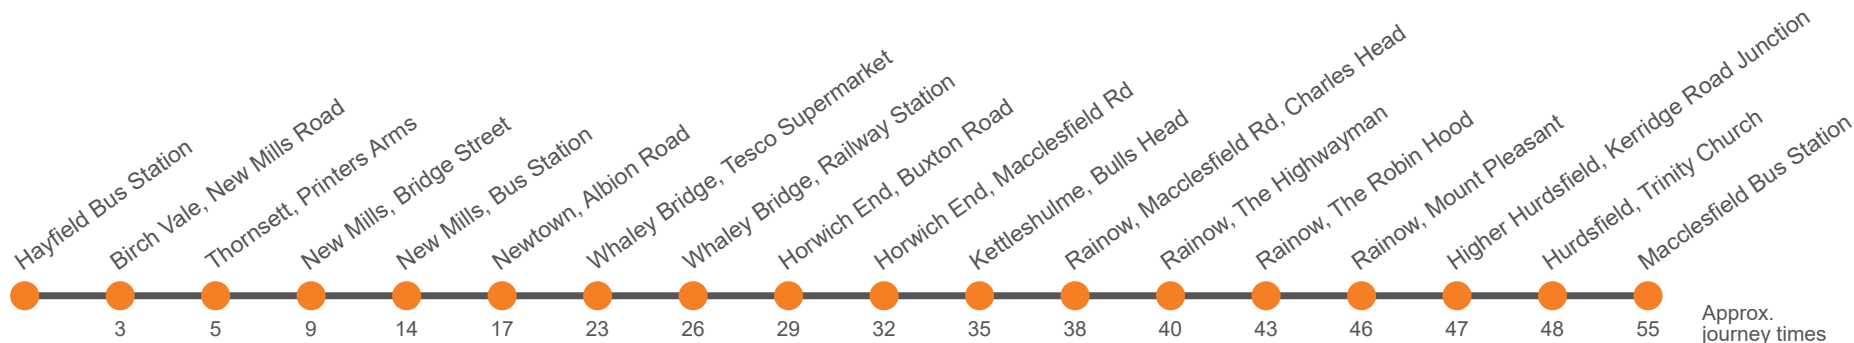 Hayfield Bus Station
Birch Vale, New Mills Road
Thornsett, Printers Arms
New Mills, Bridge Street
New Mills, Bus Station
Newtown, Albion Road
Whaley Bridge, Tesco Supermarket
Whaley Bridge, Railway Station
Horwich End, Buxton Road
Horwich End, Macclesfield Rd
Kettleshulme, Bulls Head
Rainow, Macclesfield Rd, Charles Head
Rainow, The Highwayman
Rainow, The Robin Hood
Rainow, Mount Pleasant
Higher Hurdsfield, Kerridge Road Junction
Hurdsfield, Trinity Church
Macclesfield Bus Station
3 5 9 14 17 23 26 29 32 35 38 40 43 46 47 48 55
Approx.
journey times